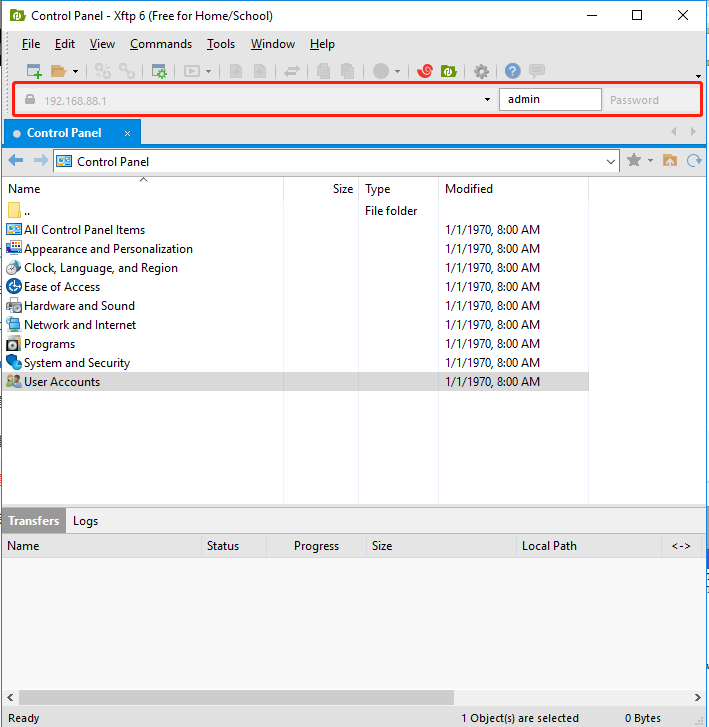 Control Panel - Xftp 6 (Free for Home/School)
File Edit View Commands Tools Window Help
192.168.88.1 admin Password
Control Panel ×
Control Panel
Name Size Type Modified
.. File folder
All Control Panel Items 1/1/1970, 8:00 AM
Appearance and Personalization 1/1/1970, 8:00 AM
Clock, Language, and Region 1/1/1970, 8:00 AM
Ease of Access 1/1/1970, 8:00 AM
Hardware and Sound 1/1/1970, 8:00 AM
Network and Internet 1/1/1970, 8:00 AM
Programs 1/1/1970, 8:00 AM
System and Security 1/1/1970, 8:00 AM
User Accounts 1/1/1970, 8:00 AM
Transfers Logs
Name Status Progress Size Local Path <->
Ready 1 Object(s) are selected 0 Bytes